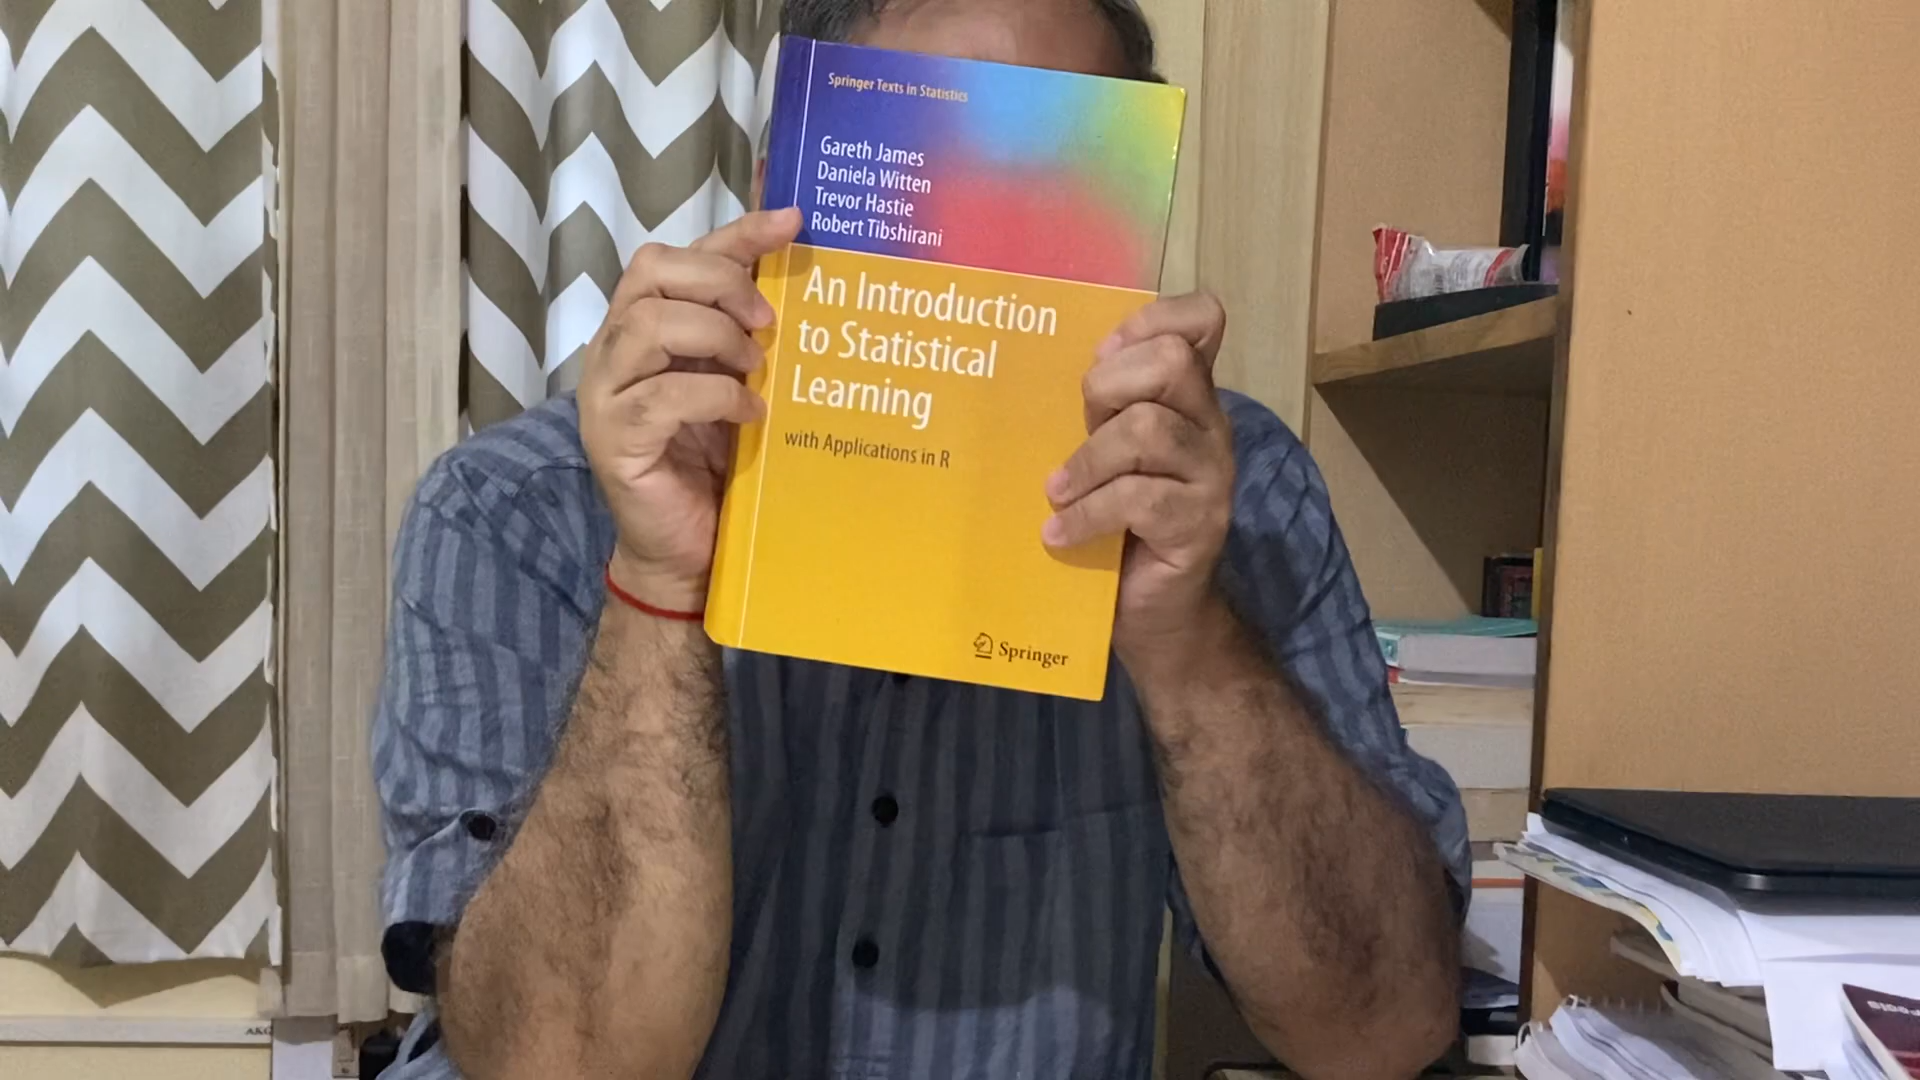 Springer Texts in Statistics
Gareth James
Daniela Witten
Trevor Hastie
Robert Tibshirani
An Introduction
to Statistical
Learning
with Applications in R
Springer